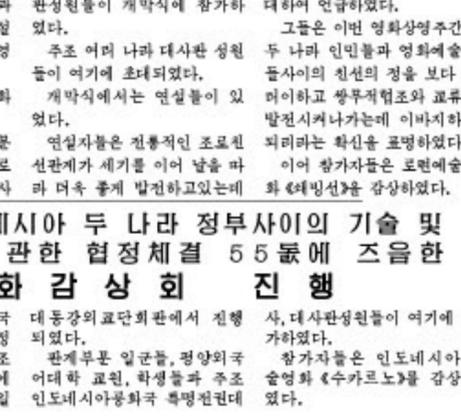 판성원들이 개막식에 참가하
였다.
주조 여러 나라 대사관 성원
들이 여기에 초대되였다.
개막식에서는 연설들이 있
었다.
연설자들은 전통적인 조로친
선관계가 세기를 이어 날을 따
라 더욱 좋게 발전하고있는데
대하여 언급하였다.
그들은 이번 영화상영주간
두 나라 인민들과 영화예술
들사이의 친선의 정을 보다
더이하고 쌍무적협조와 교류
발전시켜나가는데 이바지하
되리라는 확신을 표명하였다
이어 참가자들은 로련예술
화 《태빙선》을 감상하였다.
네시아 두 나라 정부사이의 기술 및
관한 협정체결 55돐에 즈음한
화 감상회 진행
대동강외교단회관에서 진행
되였다.
관계부문 일군들, 평양외국
어대학 교원, 학생들과 주조
인도네시아공화국 특명전권대
사, 대사관성원들이 여기에
가하였다.
참가자들은 인도네시아
술영화 《수카르노》를 감상
였다.